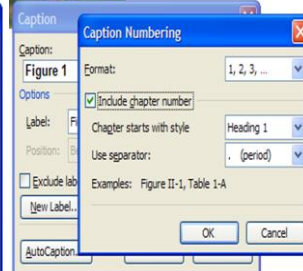 Caption
Caption:
Figure 1
Options
Label:
Position:
Exclude
New Label...
AutoCaption...
Caption Numbering
Format: 1, 2, 3, ...
Include chapter number
Chapter starts with style Heading 1
Use separator: . (period)
Examples: Figure II-1, Table 1-A
OK Cancel